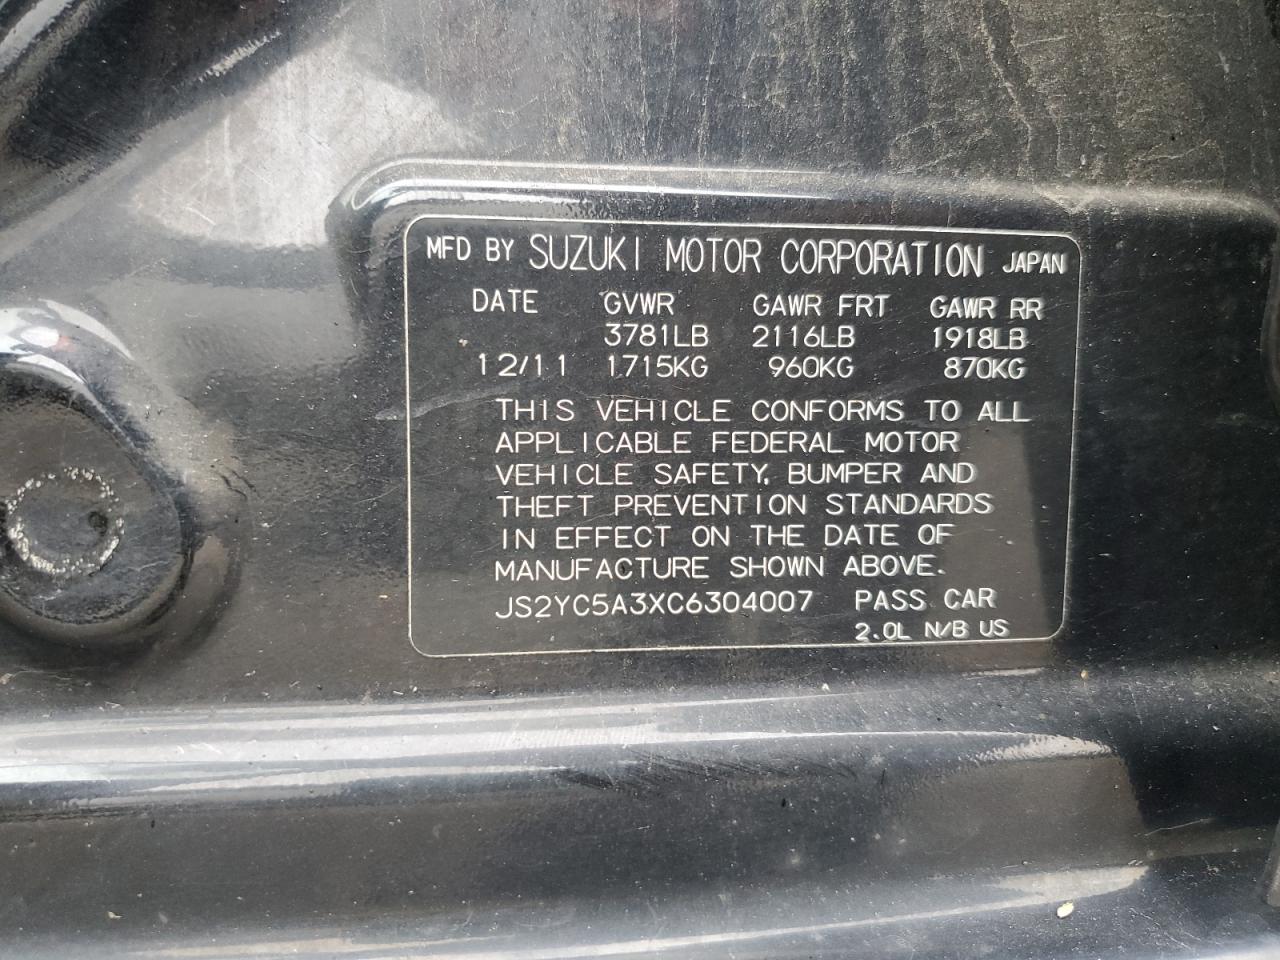 MFD BY SUZUKI MOTOR CORPORATION JAPAN
DATE GVWR GAWR FRT GAWR RR
3781LB 2116LB 1918LB
12/11 1715KG 960KG 870KG
THIS VEHICLE CONFORMS TO ALL
APPLICABLE FEDERAL MOTOR
VEHICLE SAFETY, BUMPER AND
THEFT PREVENTION STANDARDS
IN EFFECT ON THE DATE OF
MANUFACTURE SHOWN ABOVE.
JS2YC5A3XC6304007 PASS CAR
2.0L N/B US